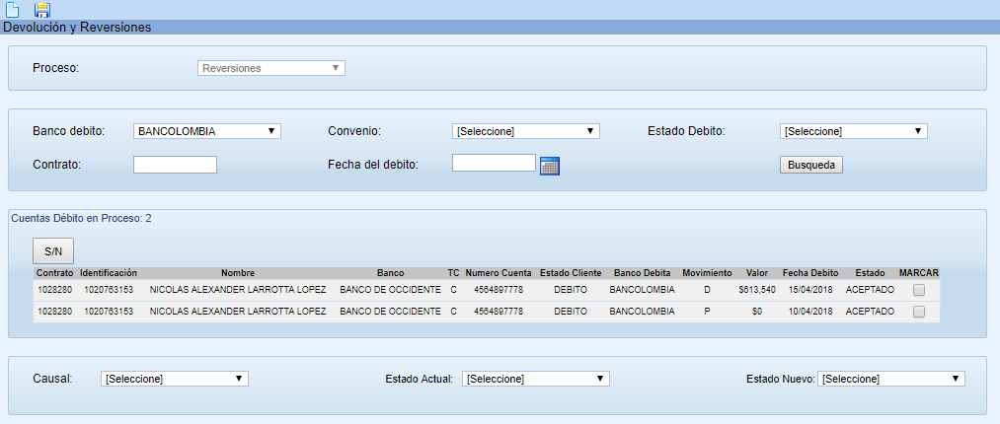 Devolución y Reversiones
Proceso: Reversiones
Banco debito: BANCOLOMBIA Convenio: [Seleccione] Estado Debito: [Seleccione]
Contrato: Fecha del debito: Busqueda
Cuentas Débito en Proceso: 2
S/N
Contrato Identificación Nombre Banco TC Numero Cuenta Estado Cliente Banco Debita Movimiento Valor Fecha Debito Estado MARCAR
1028280 1020763153 NICOLAS ALEXANDER LARROTTA LOPEZ BANCO DE OCCIDENTE C 4564897778 DEBITO BANCOLOMBIA D $613,540 15/04/2018 ACEPTADO
1028280 1020763153 NICOLAS ALEXANDER LARROTTA LOPEZ BANCO DE OCCIDENTE C 4564897778 DEBITO BANCOLOMBIA P $0 10/04/2018 ACEPTADO
Causal: [Seleccione] Estado Actual: [Seleccione] Estado Nuevo: [Seleccione]